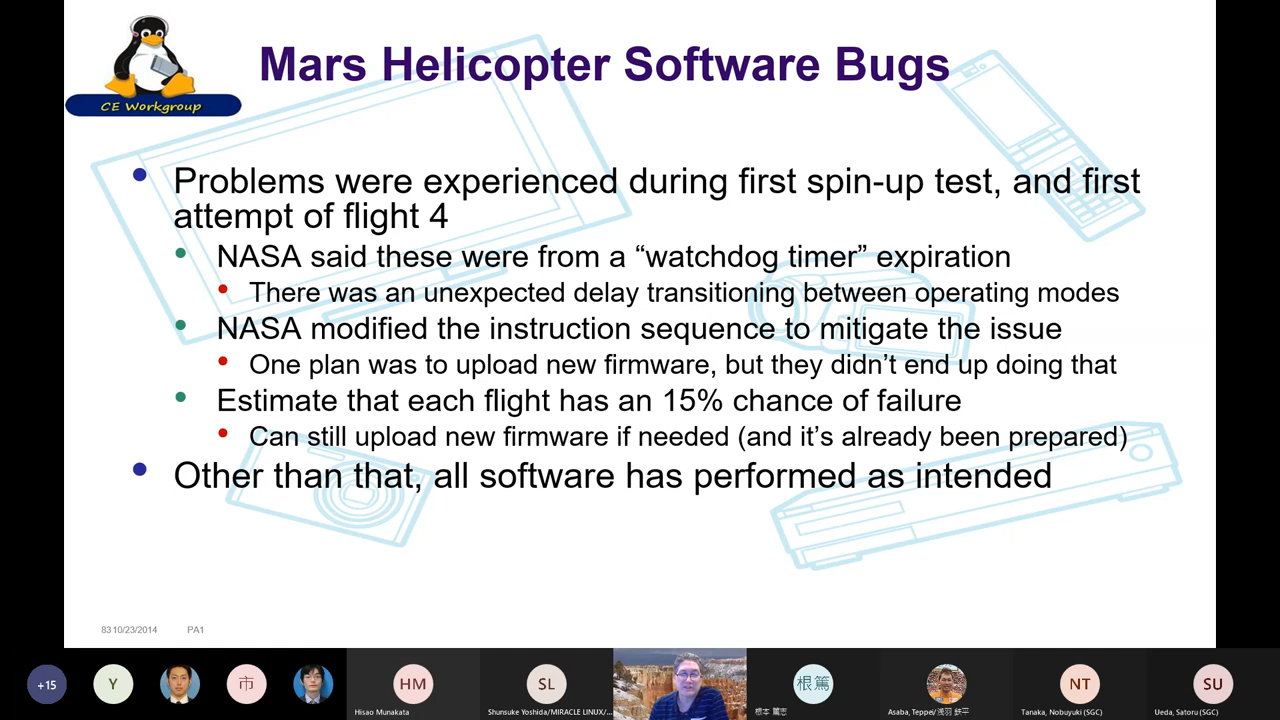 CE Workgroup
Mars Helicopter Software Bugs
Problems were experienced during first spin-up test, and first
attempt of flight 4
NASA said these were from a “watchdog timer” expiration
There was an unexpected delay transitioning between operating modes
NASA modified the instruction sequence to mitigate the issue
One plan was to upload new firmware, but they didn’t end up doing that
Estimate that each flight has an 15% chance of failure
Can still upload new firmware if needed (and it’s already been prepared)
Other than that, all software has performed as intended
83 10/23/2014 PA1
+15
Y
市
HM
SL
根篤
NT
SU
Hisao Munakata
Shunsuke Yoshida/MIRACLE LINUX/...
根本 篤志
Asaba, Teppei/浅羽 鉄平
Tanaka, Nobuyuki (SGC)
Ueda, Satoru (SGC)